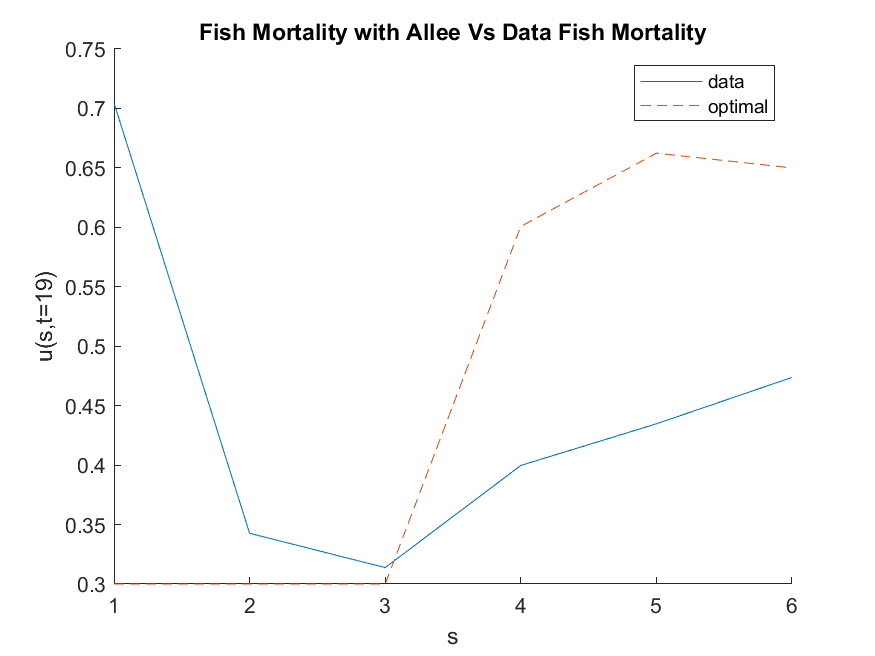 Fish Mortality with Allee Vs Data Fish Mortality
data
optimal
0.75
0.7
0.65
0.6
0.55
0.5
0.45
0.4
0.35
0.3
u(s,t=19)
1 2 3 4 5 6
s